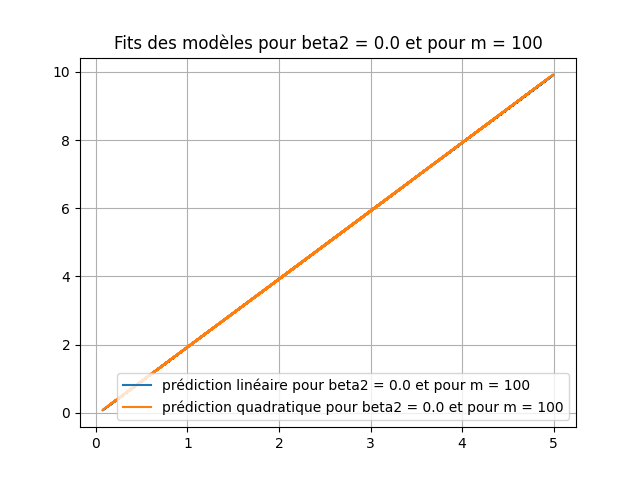 Fits des modèles pour beta2 = 0.0 et pour m = 100
10
8
6
4
2
0
prédiction linéaire pour beta2 = 0.0 et pour m = 100
prédiction quadratique pour beta2 = 0.0 et pour m = 100
0 1 2 3 4 5